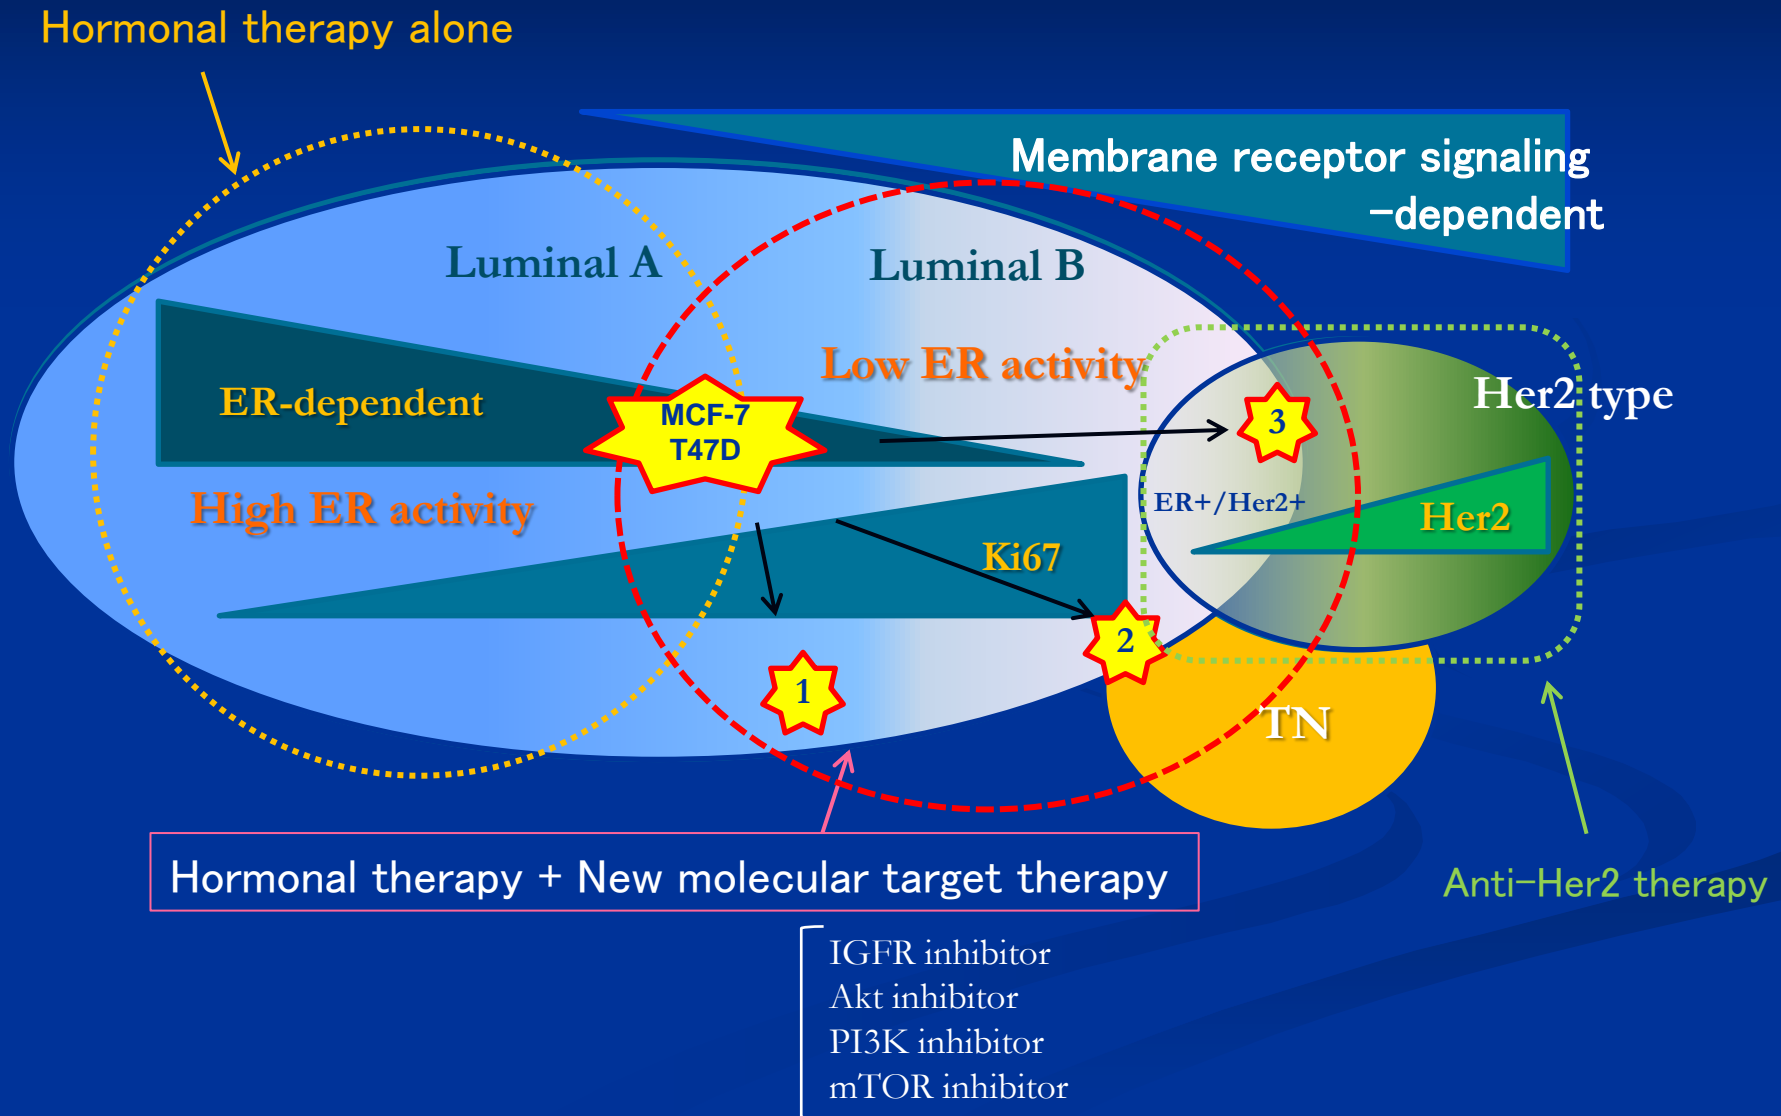 Hormonal therapy alone
Membrane receptor signaling
-dependent
Luminal A
Luminal B
Low ER activity
Her2 type
ER-dependent
MCF-7
T47D
3
High ER activity
ER+/Her2+
Her2
Ki67
2
1
TN
Hormonal therapy + New molecular target therapy
Anti-Her2 therapy
IGFR inhibitor
Akt inhibitor
PI3K inhibitor
mTOR inhibitor